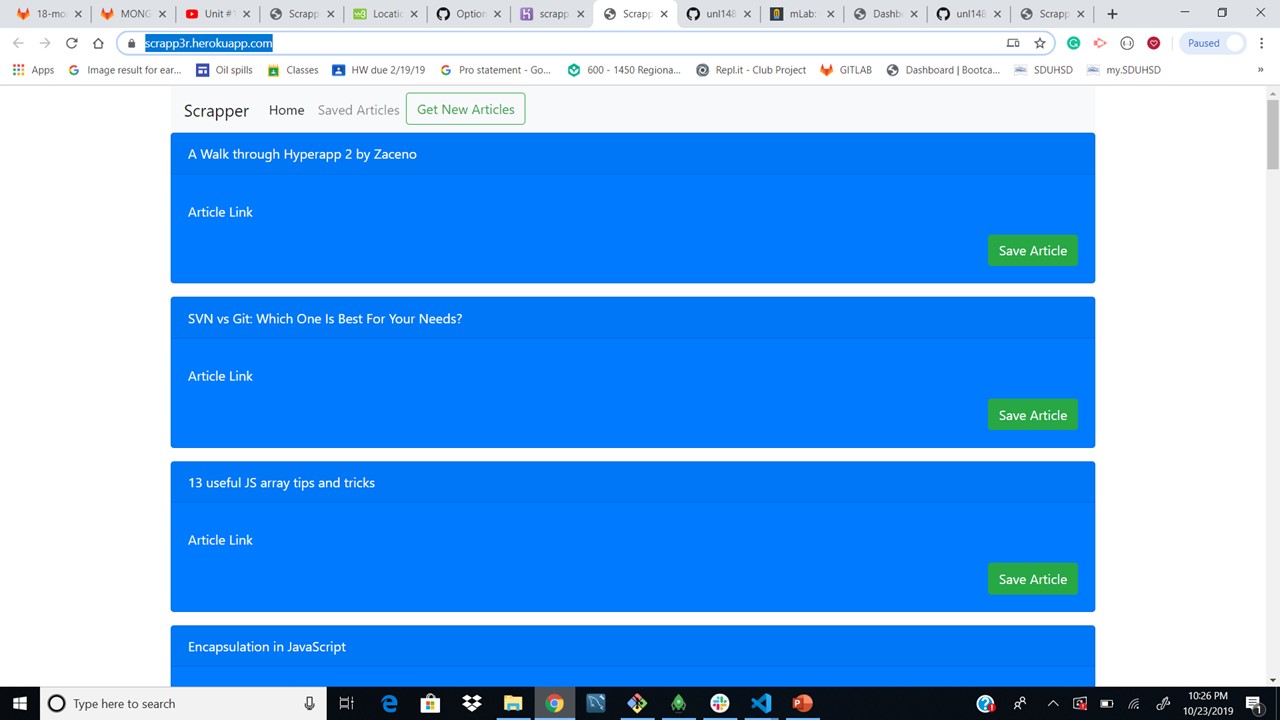 18-mo
MONG
Unit #1
Scrapp
Locatio
Option
scrapp
Scrapp
unl148
mLab:
Dashb
unl148
Scrapp
scrapp3r.herokuapp.com
Paused
Apps
Image result for ear...
Oil spills
Classes
HW due 2/19/19
Pro statement - Go...
600 - 1450 Regiona...
Repl.it - Club Project
GITLAB
Dashboard | Bootca...
SDUHSD
my.SDUHSD
»
Scrapper Home Saved Articles Get New Articles
A Walk through Hyperapp 2 by Zaceno
Article Link
Save Article
SVN vs Git: Which One Is Best For Your Needs?
Article Link
Save Article
13 useful JS array tips and tricks
Article Link
Save Article
Encapsulation in JavaScript
Type here to search
10:26 PM
10/23/2019
1